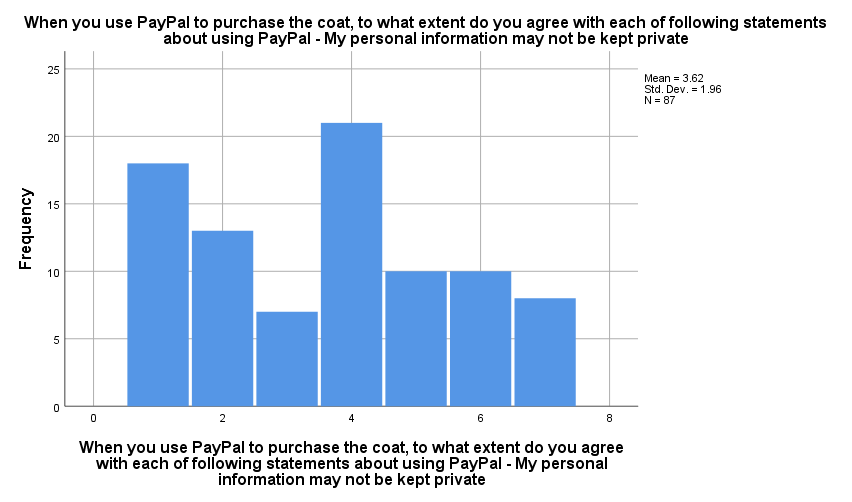 When you use PayPal to purchase the coat, to what extent do you agree with each of following statements
about using PayPal - My personal information may not be kept private
Mean = 3.62
Std. Dev. = 1.96
N = 87
25
20
15
10
5
0
Frequency
0 2 4 6 8
When you use PayPal to purchase the coat, to what extent do you agree
with each of following statements about using PayPal - My personal
information may not be kept private